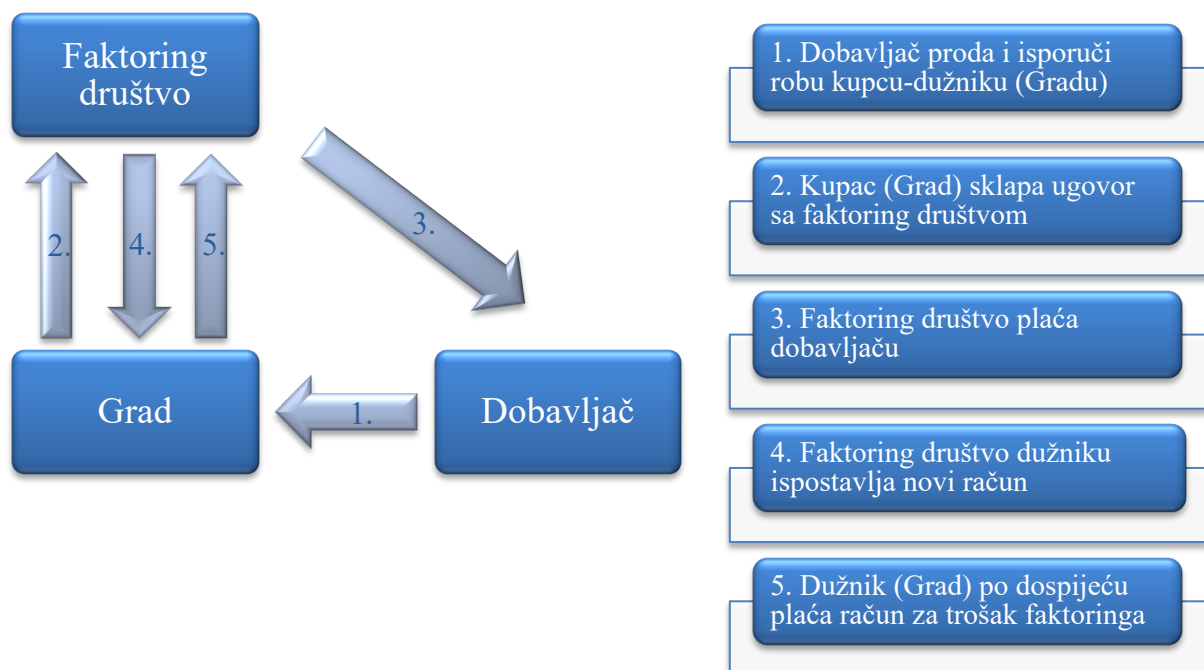 Faktoring
društvo
2.
4.
5.
3.
Grad
1.
Dobavljač
1. Dobavljač proda i isporuči
robu kupcu-dužniku (Gradu)
2. Kupac (Grad) sklapa ugovor
sa faktoring društvom
3. Faktoring društvo plaća
dobavljaču
4. Faktoring društvo dužniku
ispostavlja novi račun
5. Dužnik (Grad) po dospijeću
plaća račun za trošak faktoringa